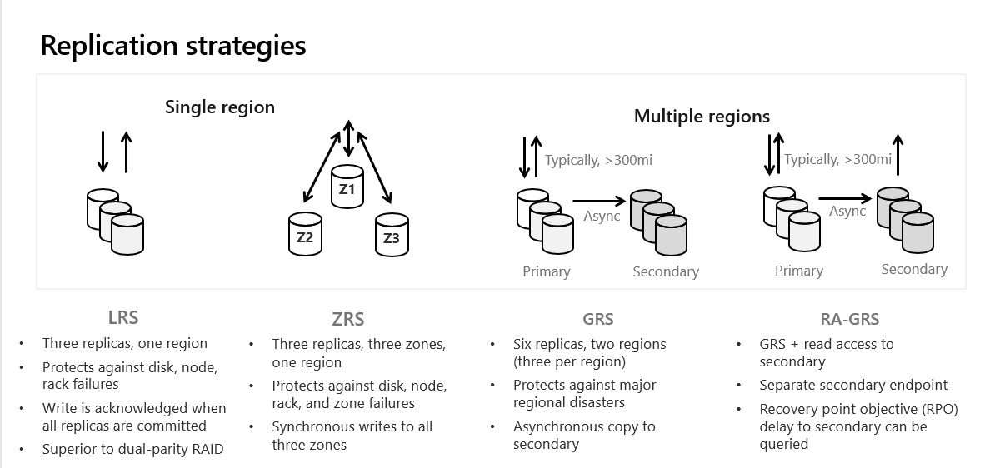 Replication strategies
Single region
Multiple regions
Typically, >300mi
Typically, >300mi
Z1
Z2
Z3
Async
Async
Primary
Secondary
Primary
Secondary
LRS
• Three replicas, one region
• Protects against disk, node,
rack failures
• Write is acknowledged when
all replicas are committed
• Superior to dual-parity RAID
ZRS
• Three replicas, three zones,
one region
• Protects against disk, node,
rack, and zone failures
• Synchronous writes to all
three zones
GRS
• Six replicas, two regions
(three per region)
• Protects against major
regional disasters
• Asynchronous copy to
secondary
RA-GRS
• GRS + read access to
secondary
• Separate secondary endpoint
• Recovery point objective (RPO)
delay to secondary can be
queried